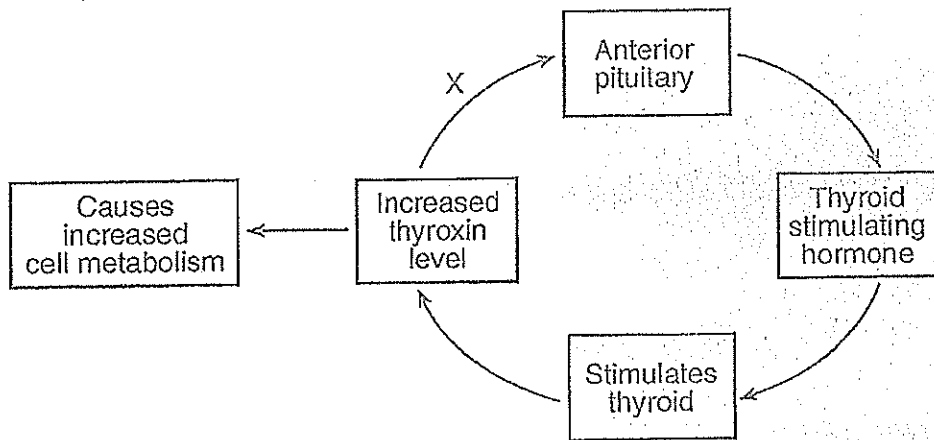 Anterior
pituitary
X
Causes
increased
cell metabolism
Increased
thyroxin
level
Thyroid
stimulating
hormone
Stimulates
thyroid